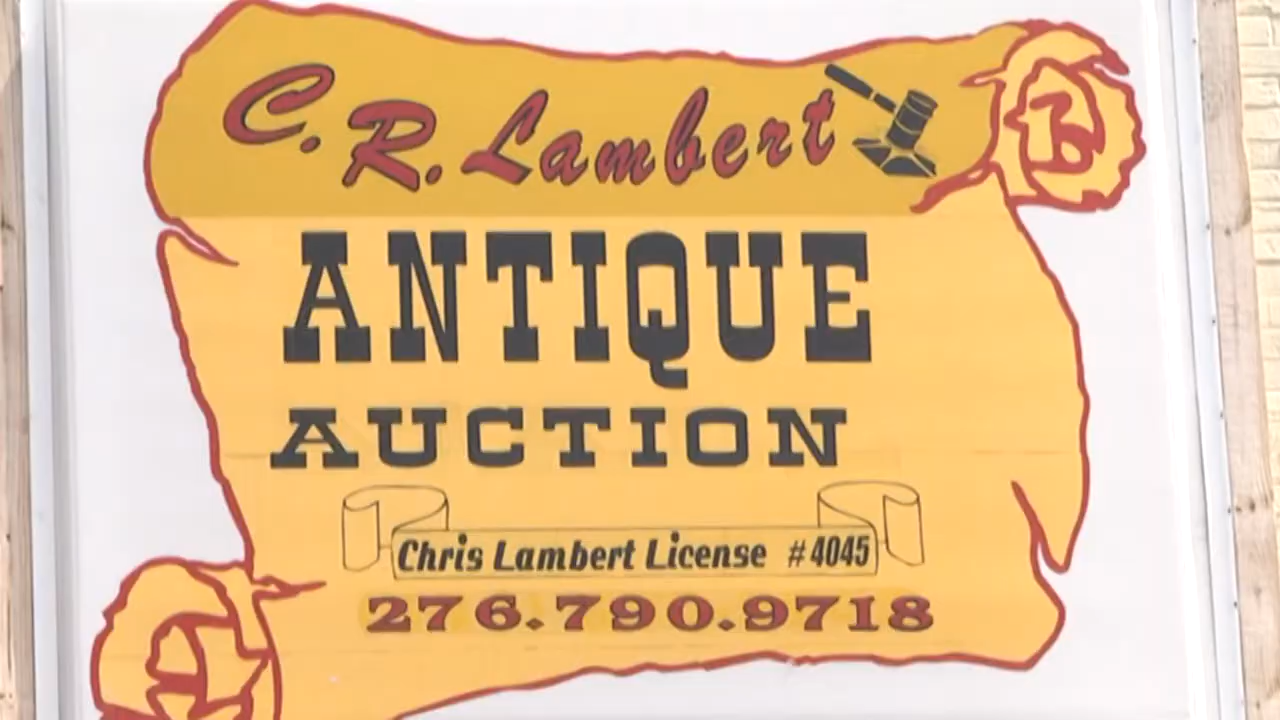 C. R. Lambert
ANTIQUE
AUCTION
Chris Lambert License #4045
276.790.9718